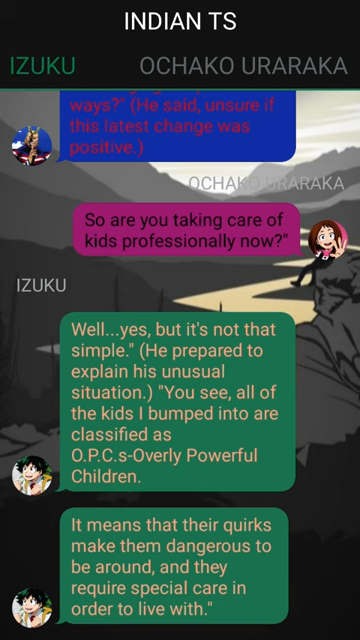 INDIAN TS
IZUKU OCHAKO URARAKA
ways?" (He said, unsure if
this latest change was
positive.)
OCHAKO URARAKA
So are you taking care of
kids professionally now?"
IZUKU
Well...yes, but it's not that
simple." (He prepared to
explain his unusual
situation.) "You see, all of
the kids I bumped into are
classified as
O.P.C.s-Overly Powerful
Children.
It means that their quirks
make them dangerous to
be around, and they
require special care in
order to live with."